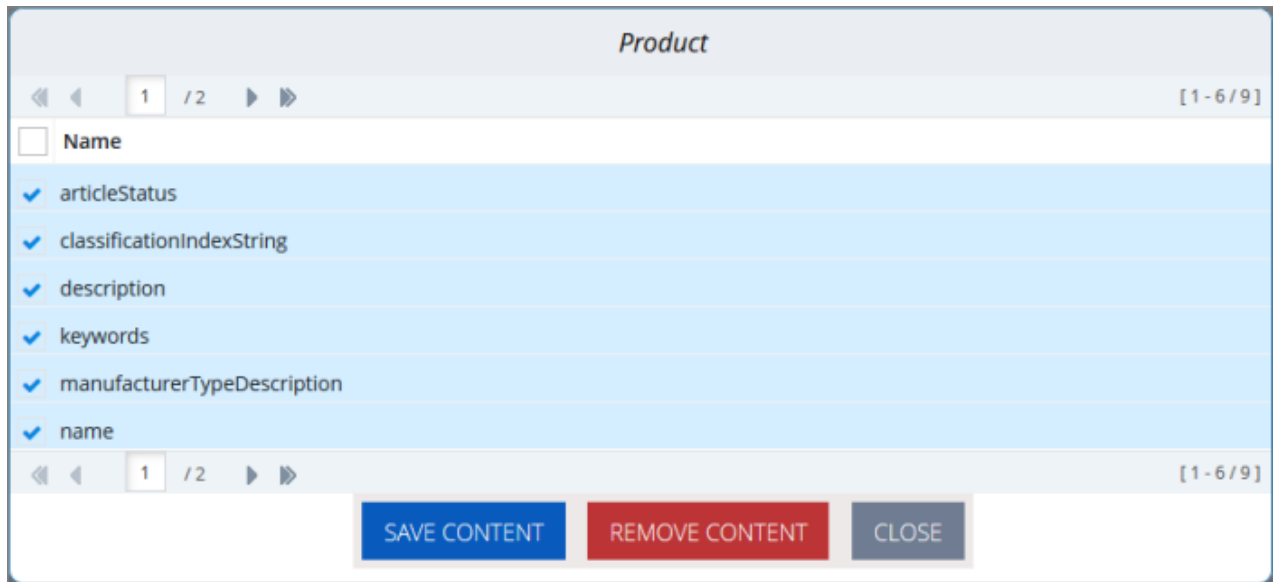 Product
1 / 2 [ 1 - 6 / 9 ]
Name
articleStatus
classificationIndexString
description
keywords
manufacturerTypeDescription
name
1 / 2 [ 1 - 6 / 9 ]
SAVE CONTENT REMOVE CONTENT CLOSE